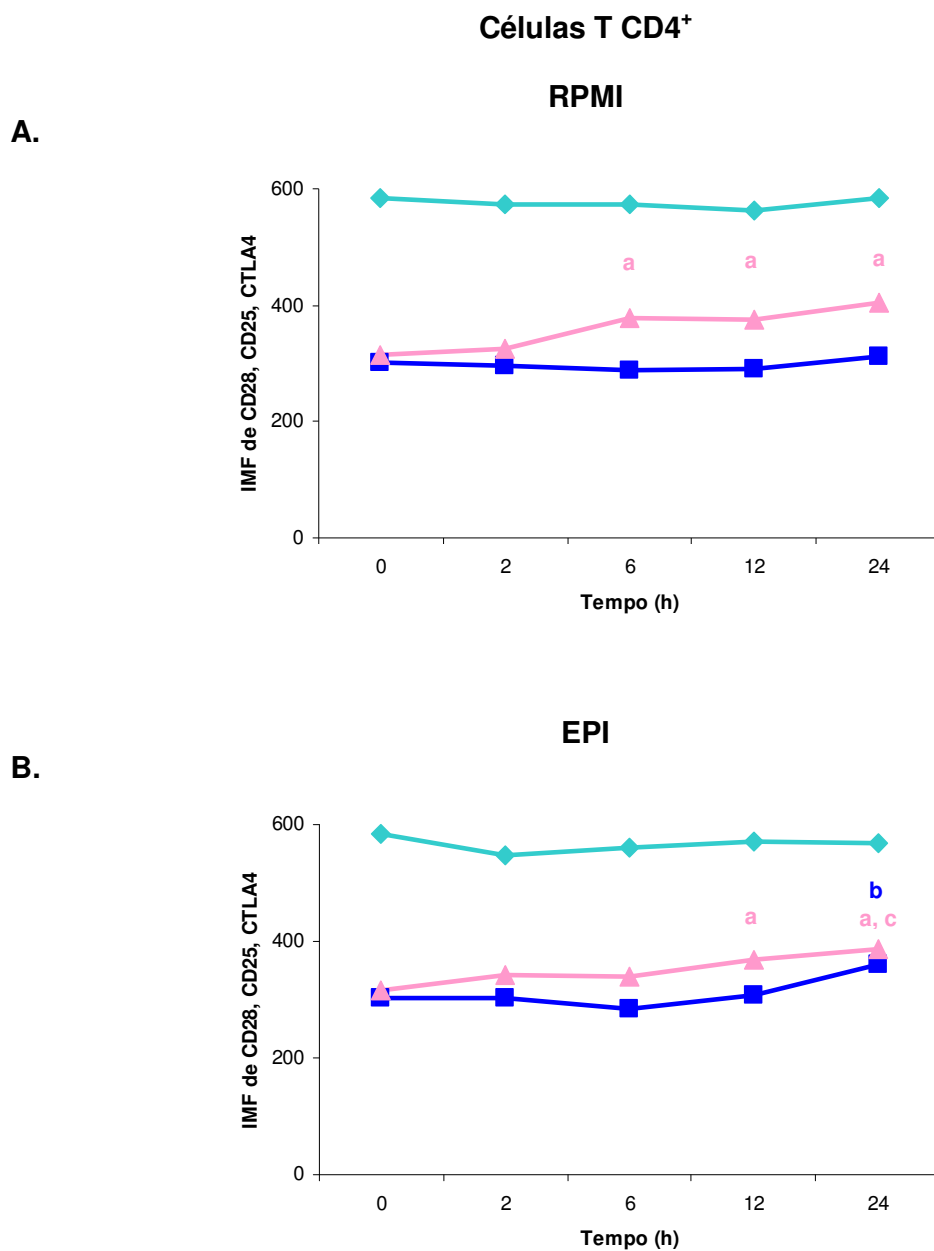 Células T CD4⁺
RPMI
A.
IMF de CD28, CD25, CTLA4
600
400
200
0
a a a
0 2 6 12 24
Tempo (h)
EPI
B.
IMF de CD28, CD25, CTLA4
600
400
200
0
b
a a, c
0 2 6 12 24
Tempo (h)